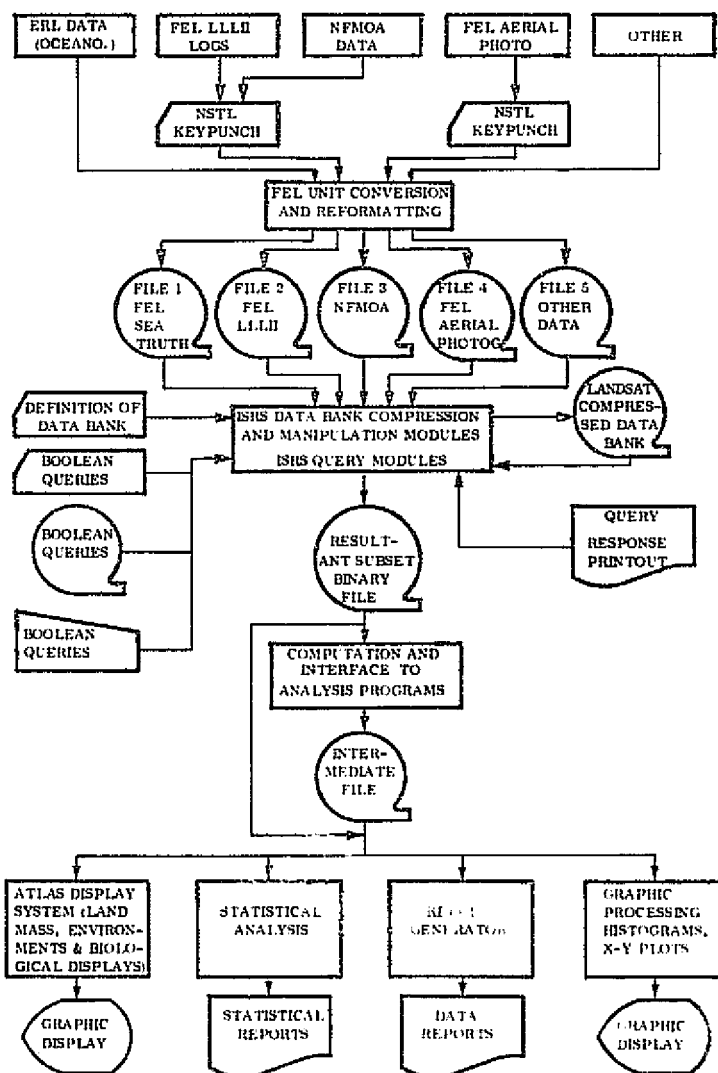 ERL DATA
(OCEANO.)
FEL LLLII
LOGS
NFMOA
DATA
FEL AERIAL
PHOTO
OTHER
NSTL
KEYPUNCH
NSTL
KEYPUNCH
FEL UNIT CONVERSION
AND REFORMATTING
FILE 1
FEL
SEA
TRUTH
FILE 2
FEL
LLLII
FILE 3
NFMOA
FILE 4
FEL
AERIAL
PHOTOG
FILE 5
OTHER
DATA
DEFINITION OF
DATA BANK
ISRS DATA BANK COMPRESSION
AND MANIPULATION MODULES
ISRS QUERY MODULES
LANDSAT
COMPRES-
SED DATA
BANK
BOOLEAN
QUERIES
BOOLEAN
QUERIES
BOOLEAN
QUERIES
RESULT-
ANT SUBSET
BINARY
FILE
QUERY
RESPONSE
PRINTOUT
COMPUTATION AND
INTERFACE TO
ANALYSIS PROGRAMS
INTER-
MEDIATE
FILE
ATLAS DISPLAY
SYSTEM (LAND
MASS, ENVIRON-
MENTS & BIOLO-
GICAL DISPLAYS)
STATISTICAL
ANALYSIS
GENERATOR
GRAPHIC
PROCESSING
HISTOGRAMS,
X-Y PLOTS
GRAPHIC
DISPLAY
STATISTICAL
REPORTS
DATA
REPORTS
GRAPHIC
DISPLAY